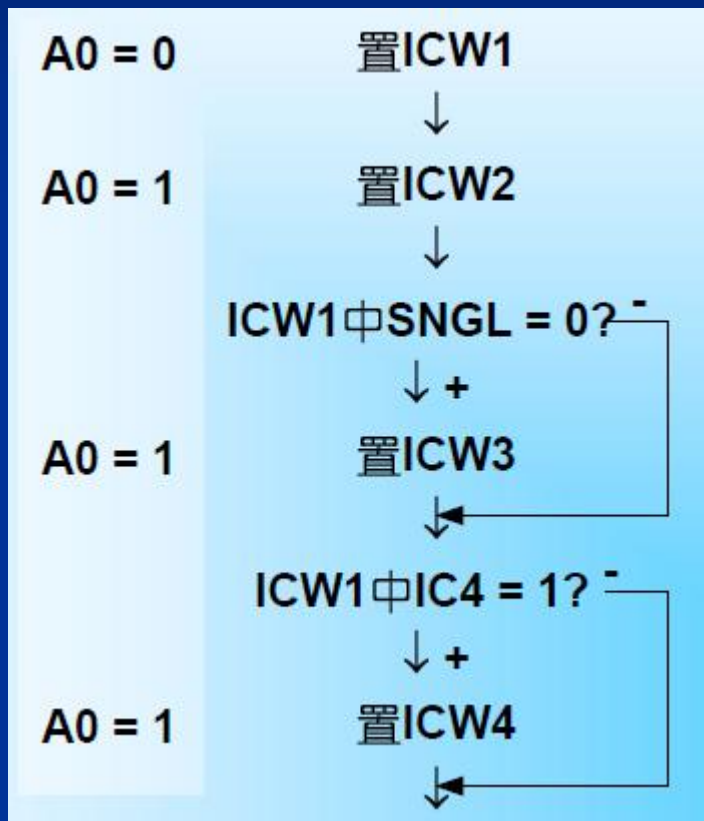 A0 = 0 置ICW1
↓
A0 = 1 置ICW2
↓
ICW1中SNGL = 0? -
↓ +
A0 = 1 置ICW3
↓
ICW1中IC4 = 1? -
↓ +
A0 = 1 置ICW4
↓